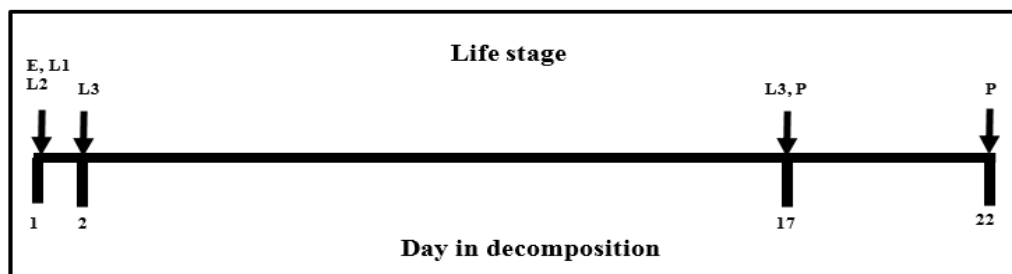 Life stage
E, L1
L2
L3
L3, P
P
1
2
17
22
Day in decomposition